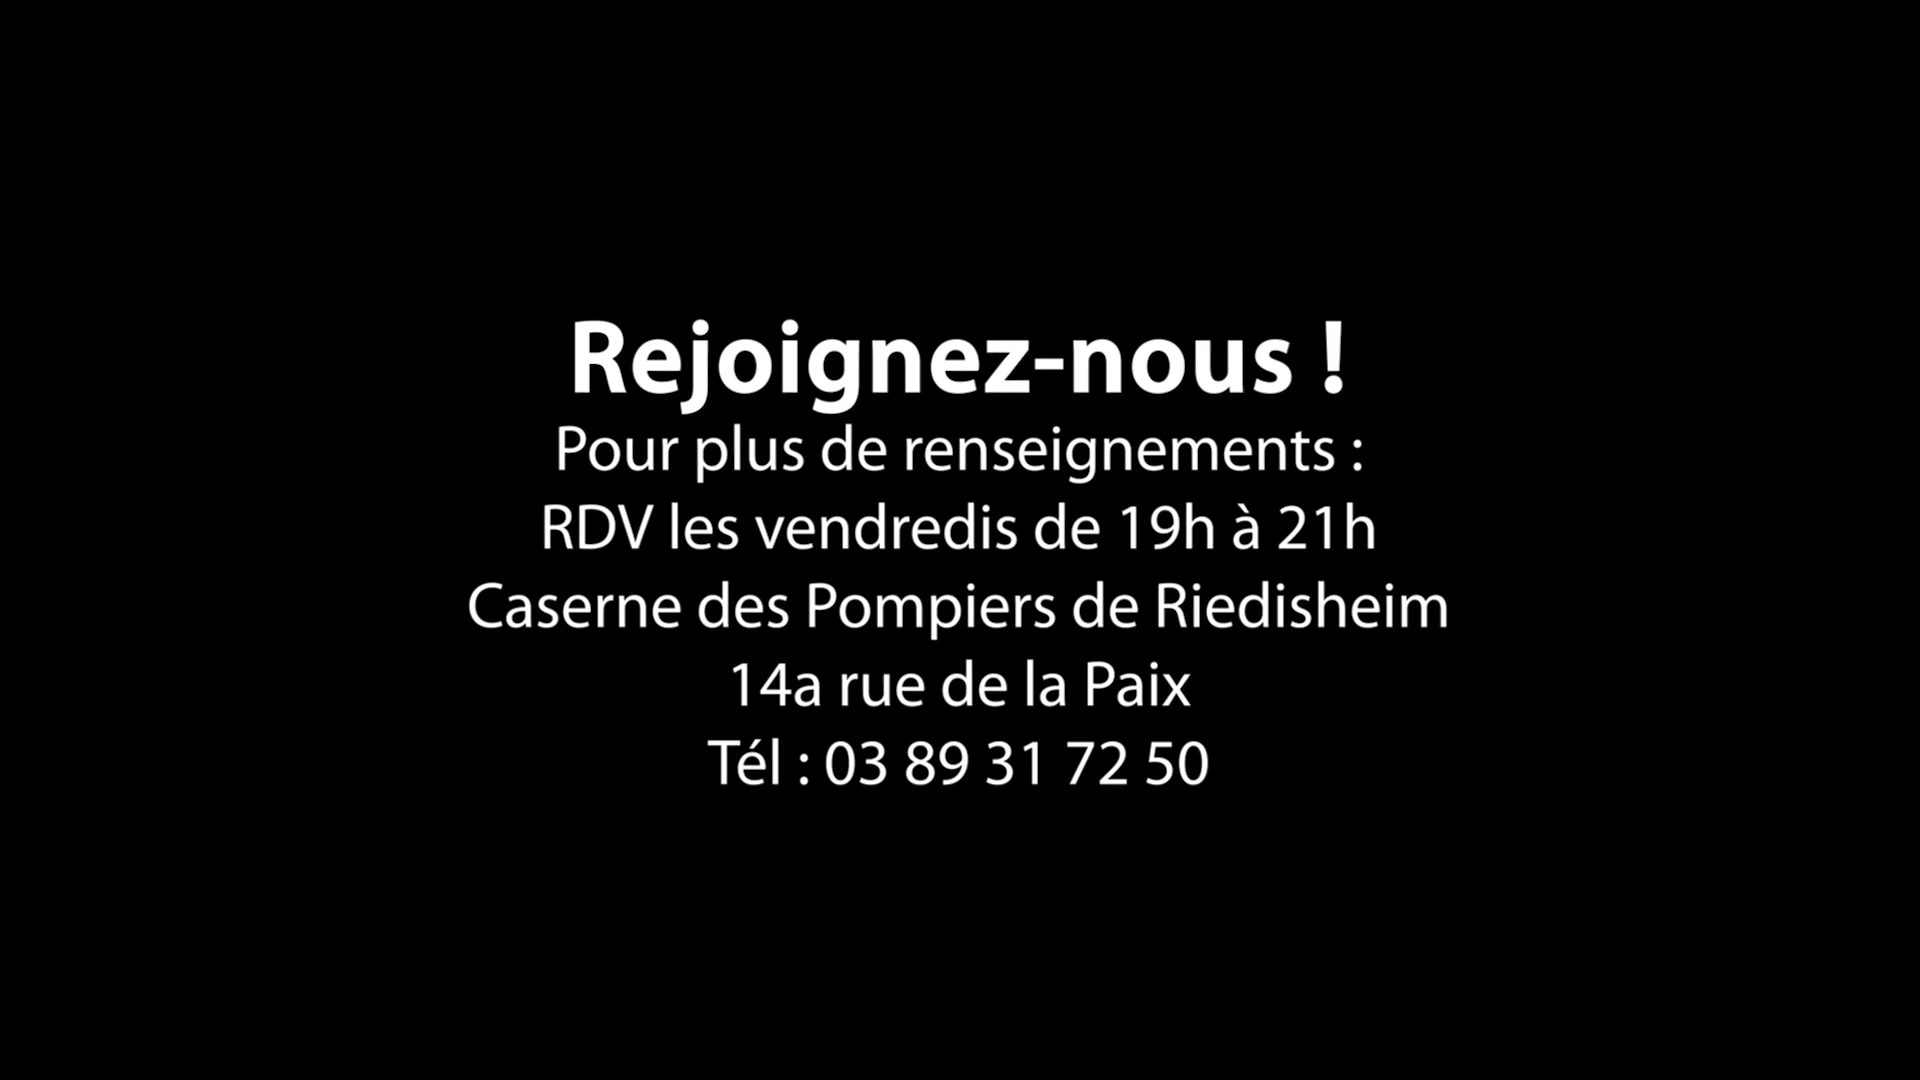 Rejoignez-nous !
Pour plus de renseignements :
RDV les vendredis de 19h à 21h
Caserne des Pompiers de Riedisheim
14a rue de la Paix
Tél : 03 89 31 72 50